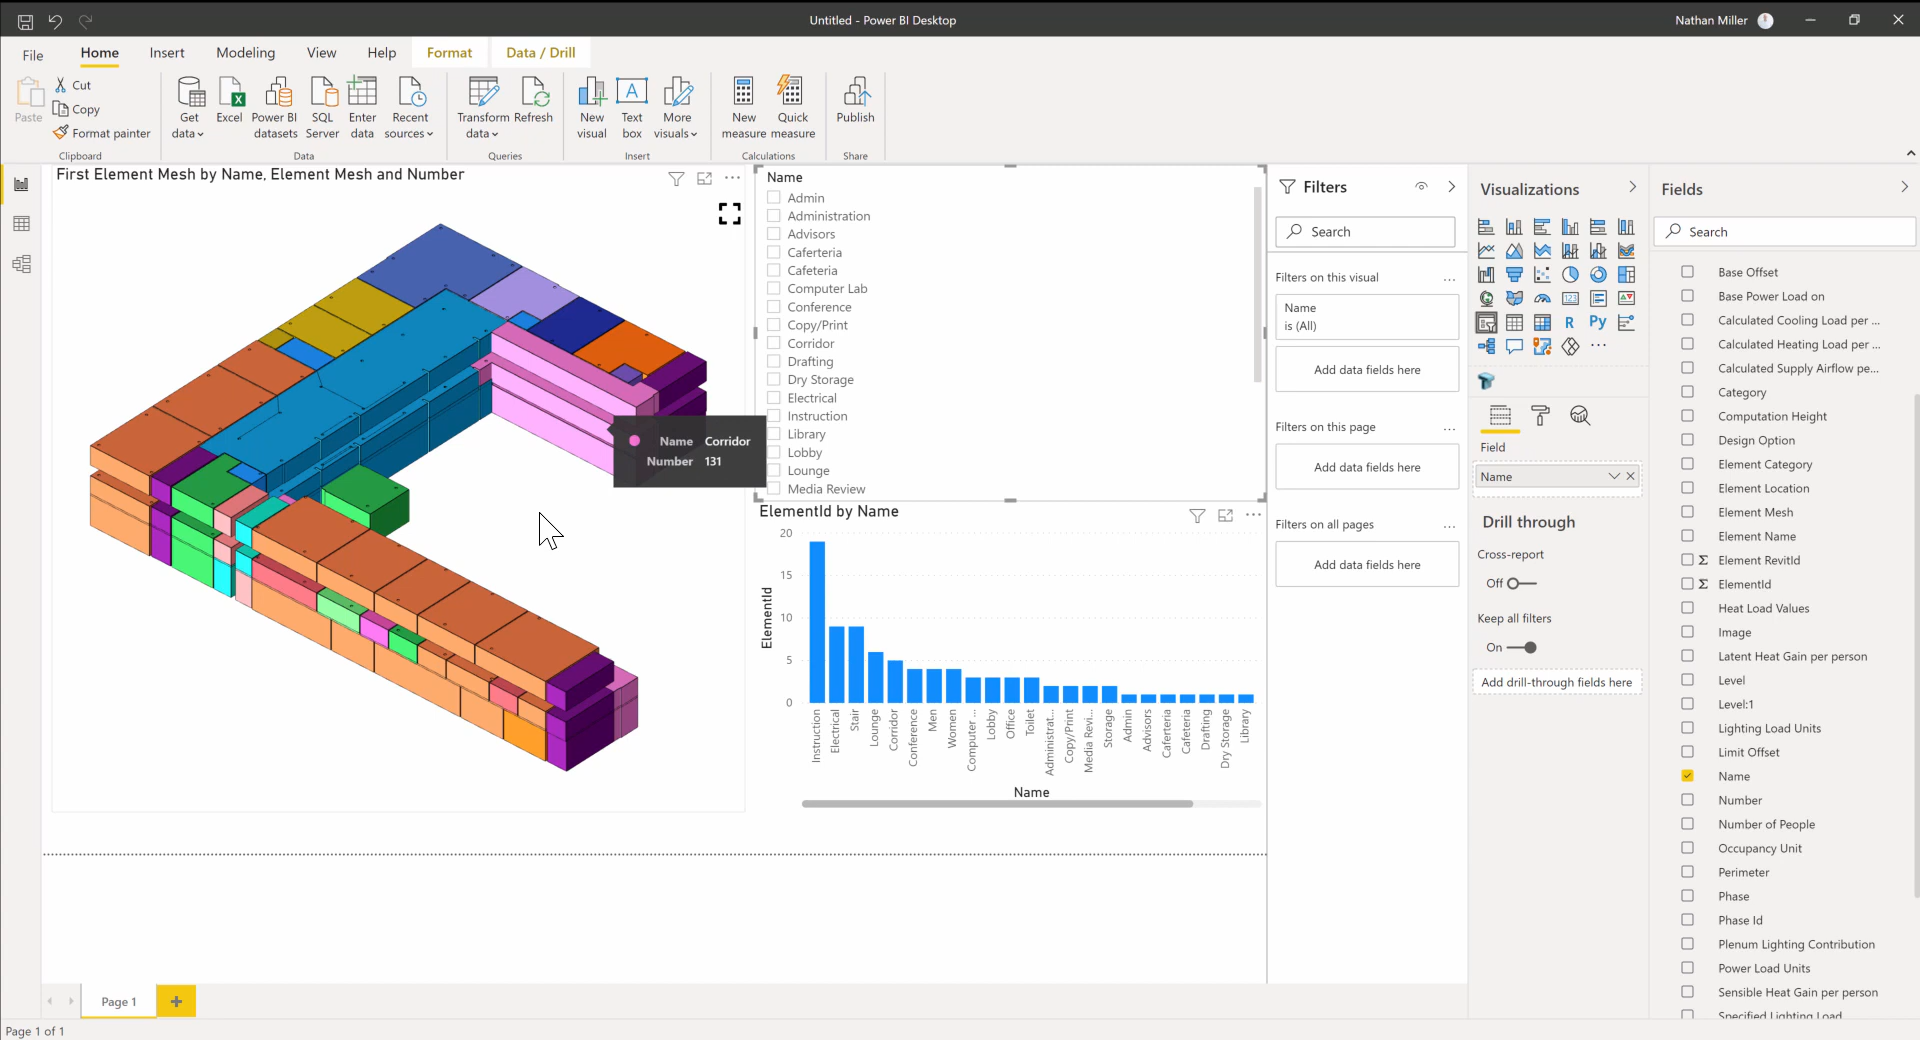 Untitled - Power BI Desktop
Nathan Miller
File
Home
Insert
Modeling
View
Help
Format
Data / Drill
Paste
Cut
Copy
Format painter
Clipboard
Get data
Excel
Power BI datasets
SQL Server
Enter data
Recent sources
Data
Transform data
Refresh
Queries
New visual
Text box
More visuals
Insert
New measure
Quick measure
Calculations
Publish
Share
First Element Mesh by Name, Element Mesh and Number
Name Corridor
Number 131
Name
Admin
Administration
Advisors
Caferteria
Cafeteria
Computer Lab
Conference
Copy/Print
Corridor
Drafting
Dry Storage
Electrical
Instruction
Library
Lobby
Lounge
Media Review
ElementId by Name
ElementId
20
15
10
5
0
Instruction
Electrical
Stair
Lounge
Corridor
Conference
Men
Women
Computer ...
Lobby
Office
Toilet
Administrat...
Copy/Print
Media Revi...
Storage
Admin
Advisors
Caferteria
Cafeteria
Drafting
Dry Storage
Library
Name
Filters
Search
Filters on this visual
...
Name
is (All)
Add data fields here
Filters on this page
...
Add data fields here
Filters on all pages
...
Add data fields here
Visualizations
123
R
Py
...
Field
Name
Drill through
Cross-report
Off
Keep all filters
On
Add drill-through fields here
Fields
Search
Base Offset
Base Power Load on
Calculated Cooling Load per ...
Calculated Heating Load per ...
Calculated Supply Airflow pe...
Category
Computation Height
Design Option
Element Category
Element Location
Element Mesh
Element Name
Σ Element RevitId
Σ ElementId
Heat Load Values
Image
Latent Heat Gain per person
Level
Level:1
Lighting Load Units
Limit Offset
Name
Number
Number of People
Occupancy Unit
Perimeter
Phase
Phase Id
Plenum Lighting Contribution
Power Load Units
Sensible Heat Gain per person
Specified Lighting Load
Page 1
+
Page 1 of 1